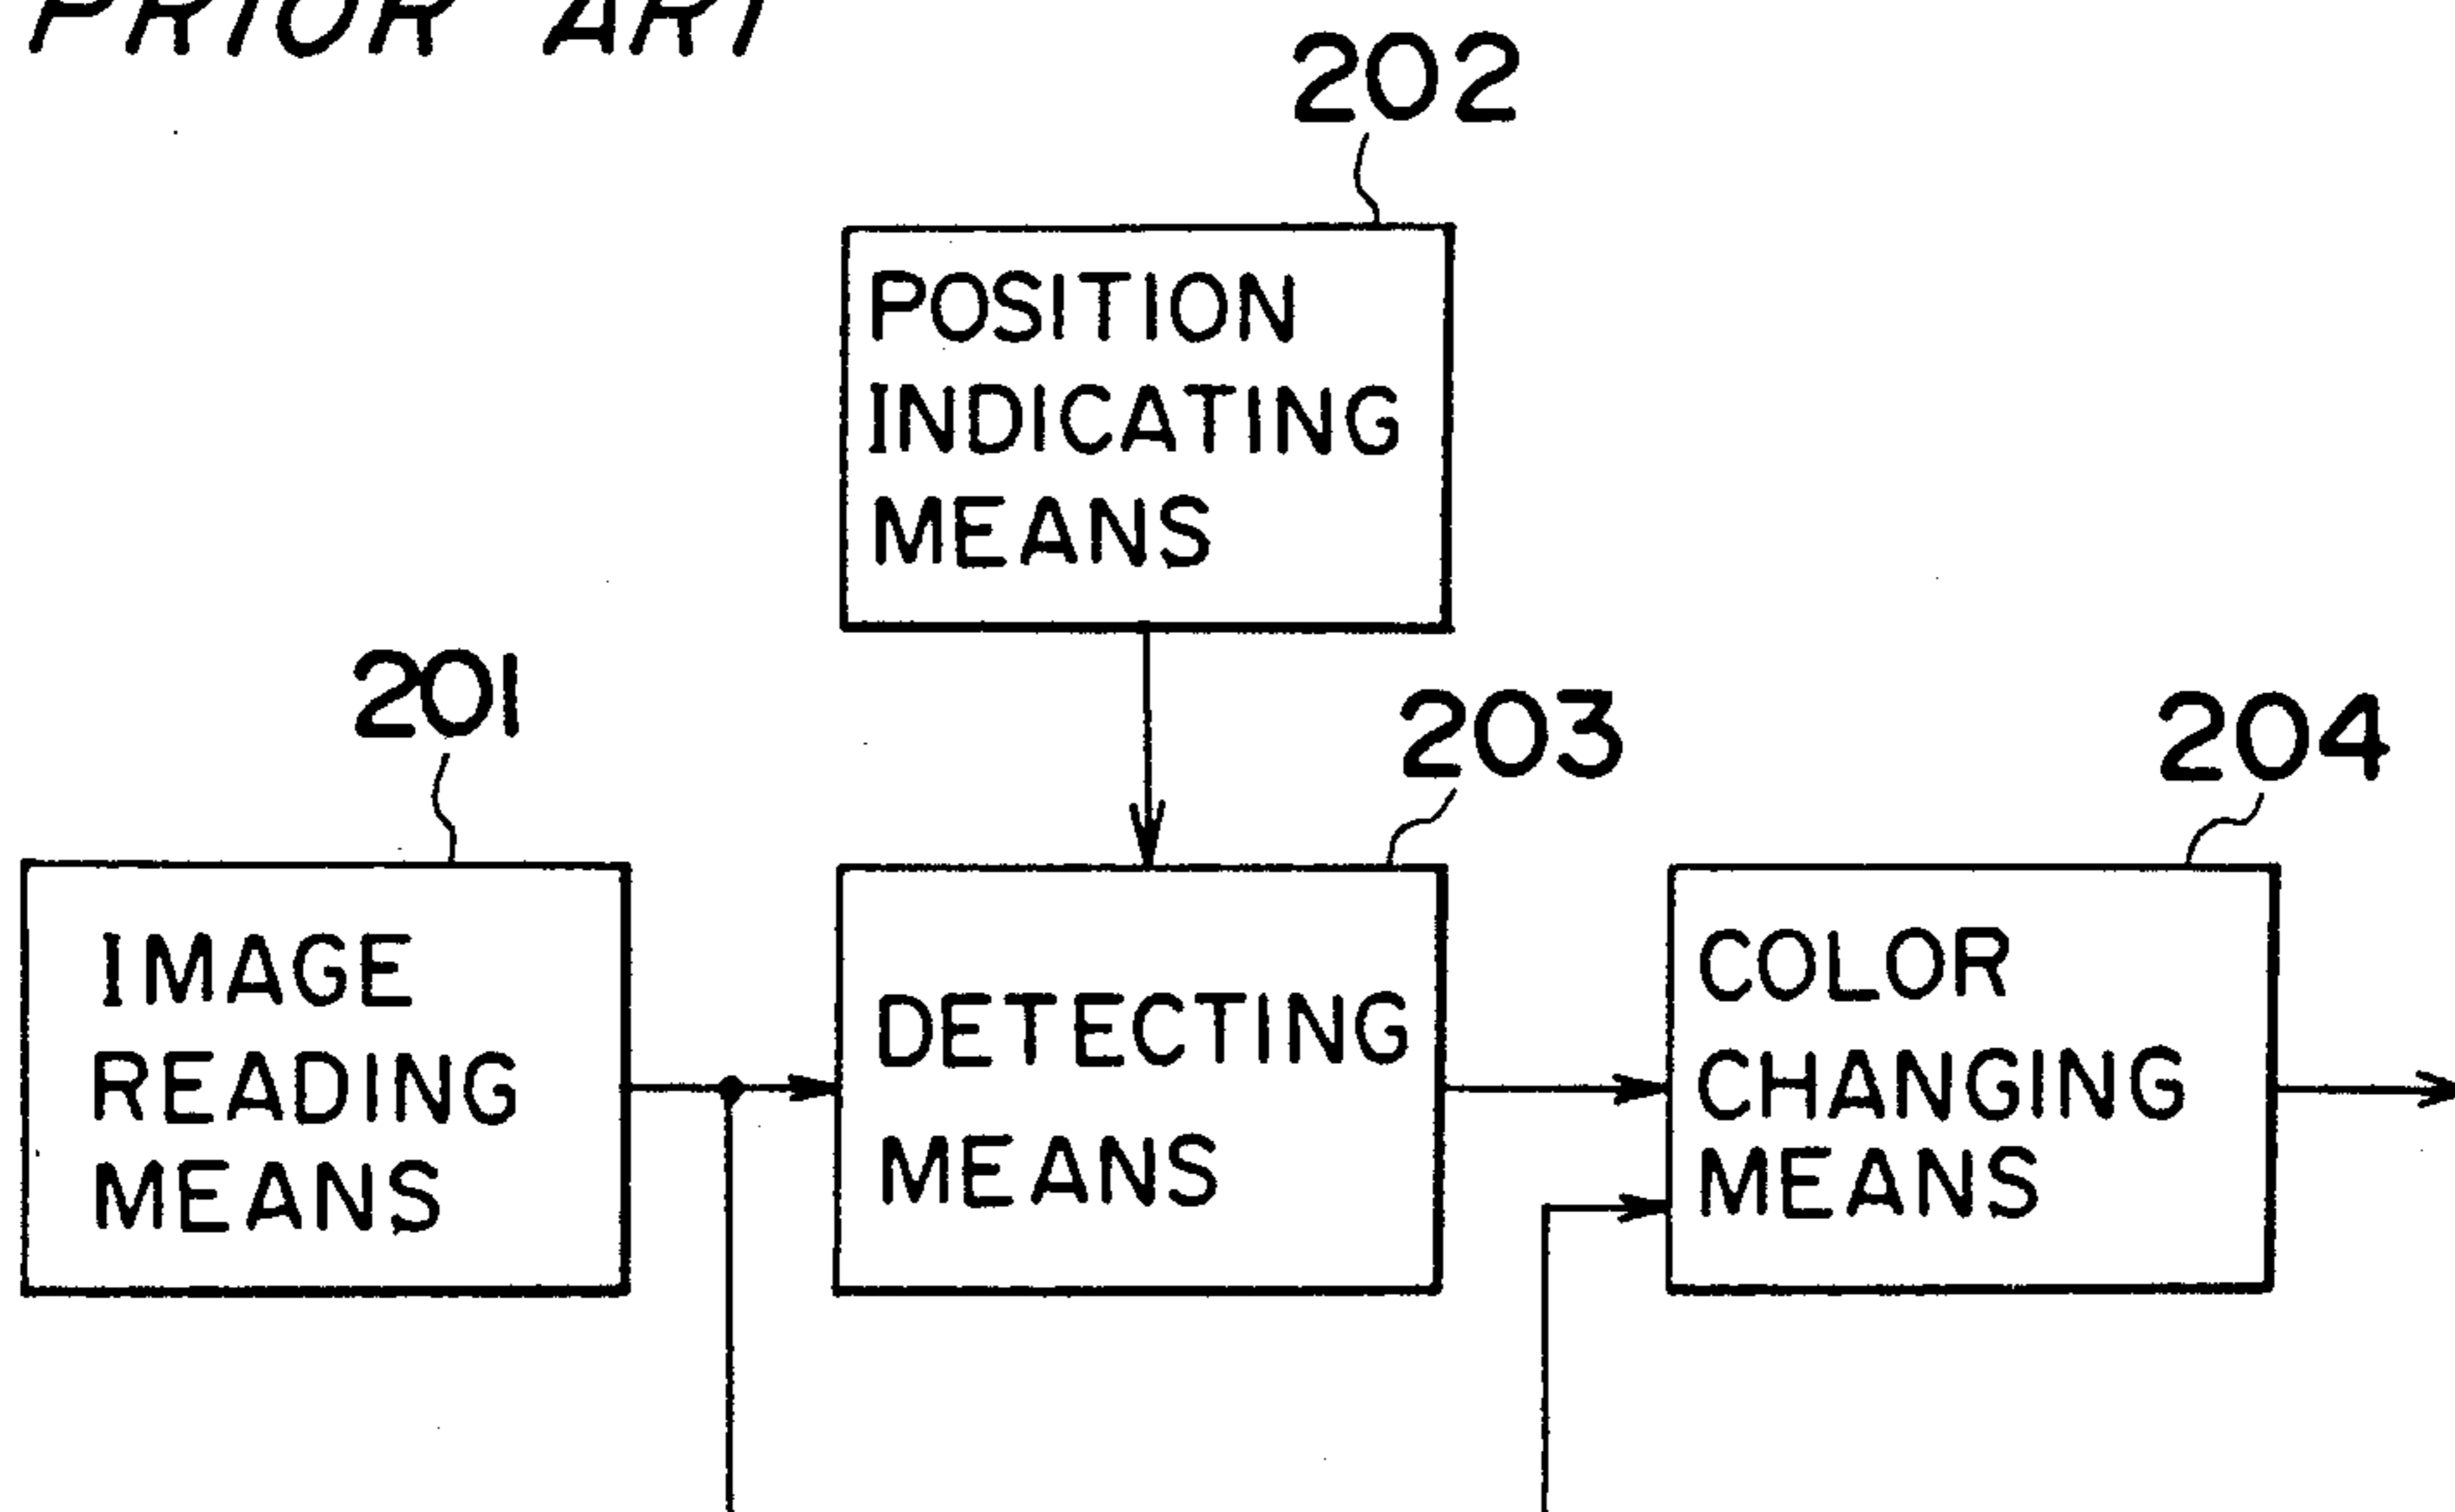 PRIOR ART
202
POSITION
INDICATING
MEANS
201
203
204
IMAGE
READING
MEANS
DETECTING
MEANS
COLOR
CHANGING
MEANS